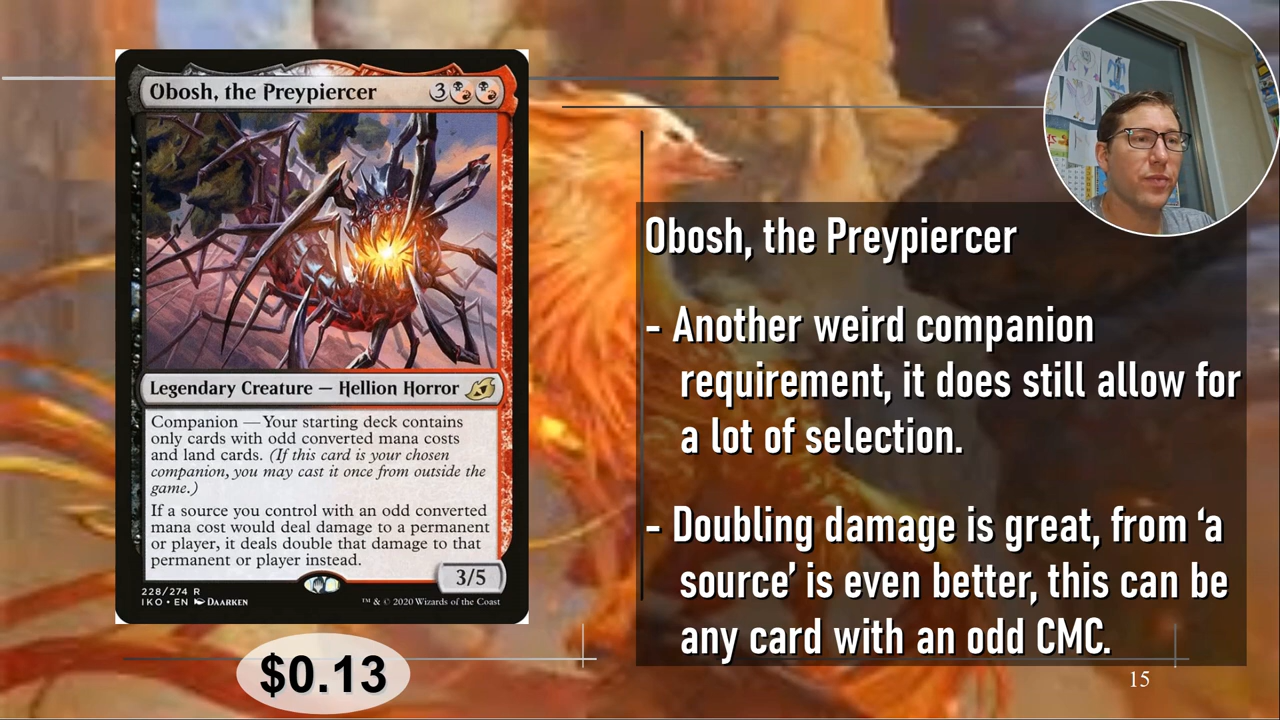 Obosh, the Preypiercer 3
Legendary Creature — Hellion Horror
Companion — Your starting deck contains
only cards with odd converted mana costs
and land cards. (If this card is your chosen
companion, you may cast it once from outside the
game.)
If a source you control with an odd converted
mana cost would deal damage to a permanent
or player, it deals double that damage to that
permanent or player instead.
3/5
228/274 R
IKO • EN DAARKEN
™ & © 2020 Wizards of the Coast
$0.13
Obosh, the Preypiercer
- Another weird companion
requirement, it does still allow for
a lot of selection.
- Doubling damage is great, from ‘a
source’ is even better, this can be
any card with an odd CMC.
15